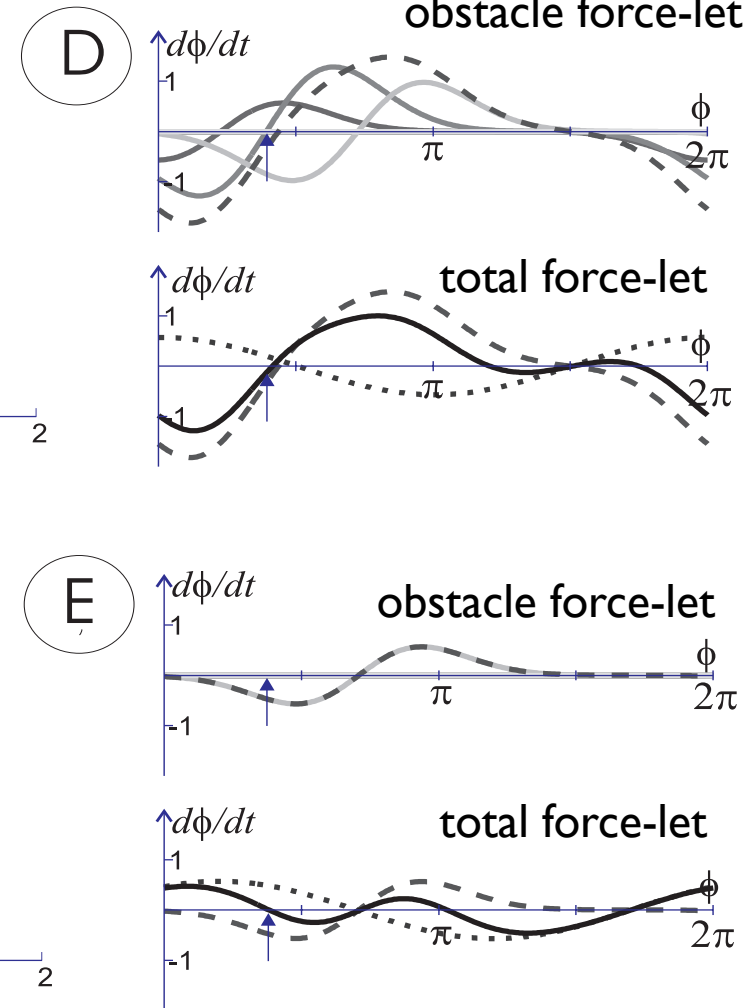 obstacle force-let
D
dϕ/dt
1
ϕ
π
2π
-1
dϕ/dt
total force-let
1
ϕ
π
2π
-1
2
E
,
dϕ/dt
obstacle force-let
1
ϕ
π
2π
-1
dϕ/dt
total force-let
1
ϕ
π
2π
-1
2